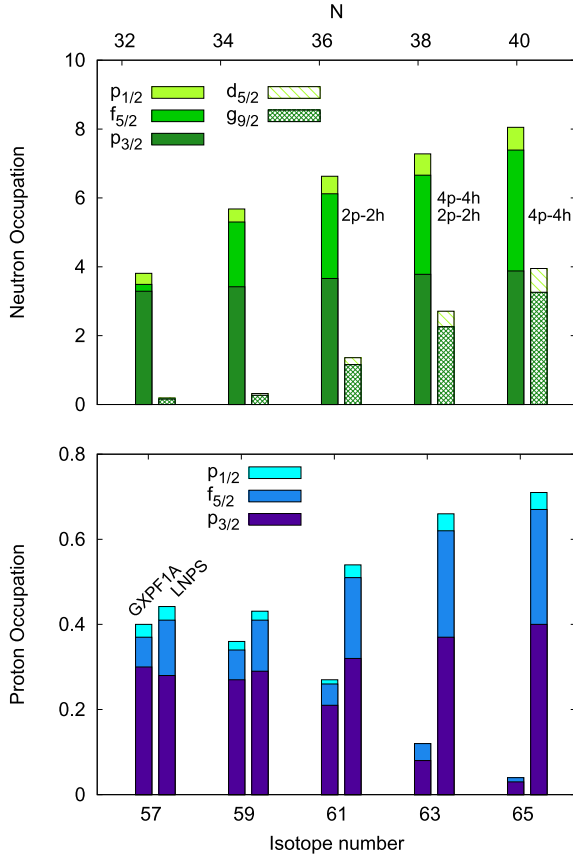 N
32 34 36 38 40
10
8
6
4
2
0
Neutron Occupation
p1/2 d5/2
f5/2 g9/2
p3/2
2p-2h
4p-4h
2p-2h
4p-4h
0.8
0.6
0.4
0.2
0
Proton Occupation
p1/2
f5/2
p3/2
GXPF1A
LNPS
57 59 61 63 65
Isotope number